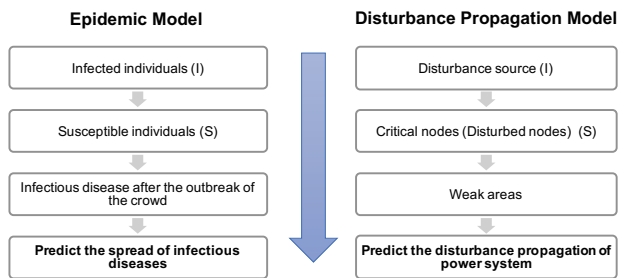 Epidemic Model
Infected individuals (I)
Susceptible individuals (S)
Infectious disease after the outbreak of
the crowd
Predict the spread of infectious
diseases
Disturbance Propagation Model
Disturbance source (I)
Critical nodes (Disturbed nodes) (S)
Weak areas
Predict the disturbance propagation of
power system